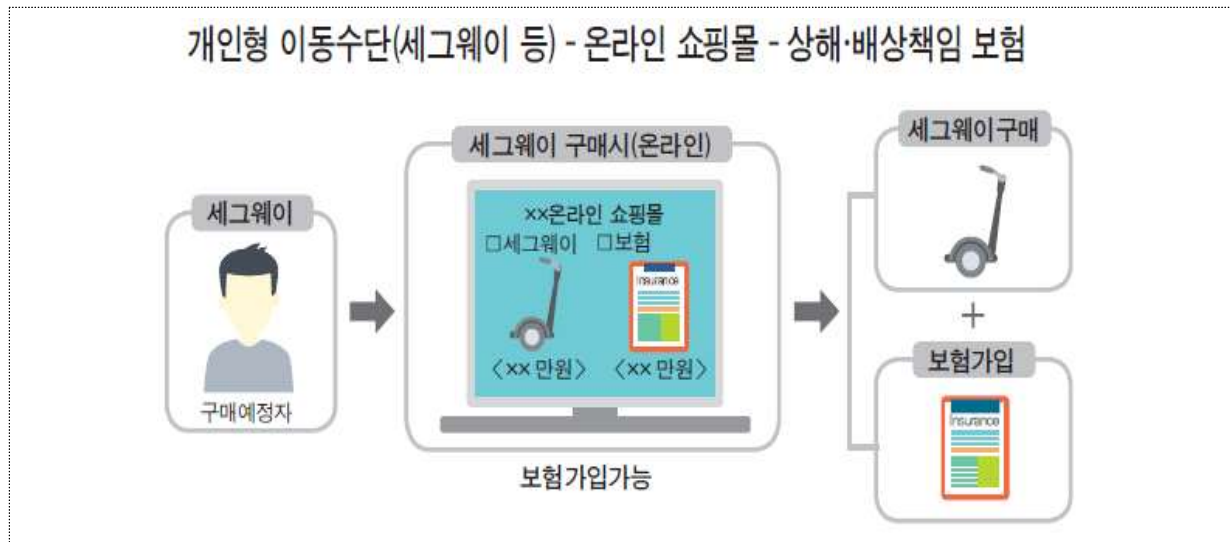 개인형 이동수단(세그웨이 등) - 온라인 쇼핑몰 - 상해·배상책임 보험
세그웨이
구매예정자
세그웨이 구매시(온라인)
××온라인 쇼핑몰
□세그웨이 □보험
Insurance
〈×× 만원〉 〈×× 만원〉
보험가입가능
세그웨이구매
+
보험가입
Insurance